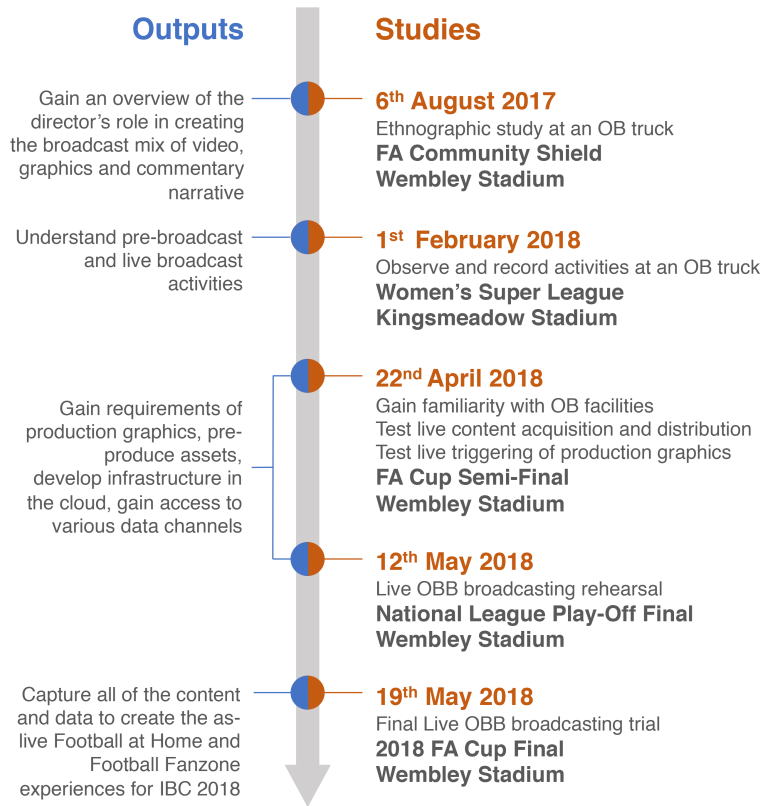 Outputs
Studies
Gain an overview of the
director's role in creating
the broadcast mix of video,
graphics and commentary
narrative
6th August 2017
Ethnographic study at an OB truck
FA Community Shield
Wembley Stadium
Understand pre-broadcast
and live broadcast
activities
1st February 2018
Observe and record activities at an OB truck
Women's Super League
Kingsmeadow Stadium
Gain requirements of
production graphics, pre-
produce assets,
develop infrastructure in
the cloud, gain access to
various data channels
22nd April 2018
Gain familiarity with OB facilities
Test live content acquisition and distribution
Test live triggering of production graphics
FA Cup Semi-Final
Wembley Stadium
12th May 2018
Live OBB broadcasting rehearsal
National League Play-Off Final
Wembley Stadium
Capture all of the content
and data to create the as-
live Football at Home and
Football Fanzone
experiences for IBC 2018
19th May 2018
Final Live OBB broadcasting trial
2018 FA Cup Final
Wembley Stadium